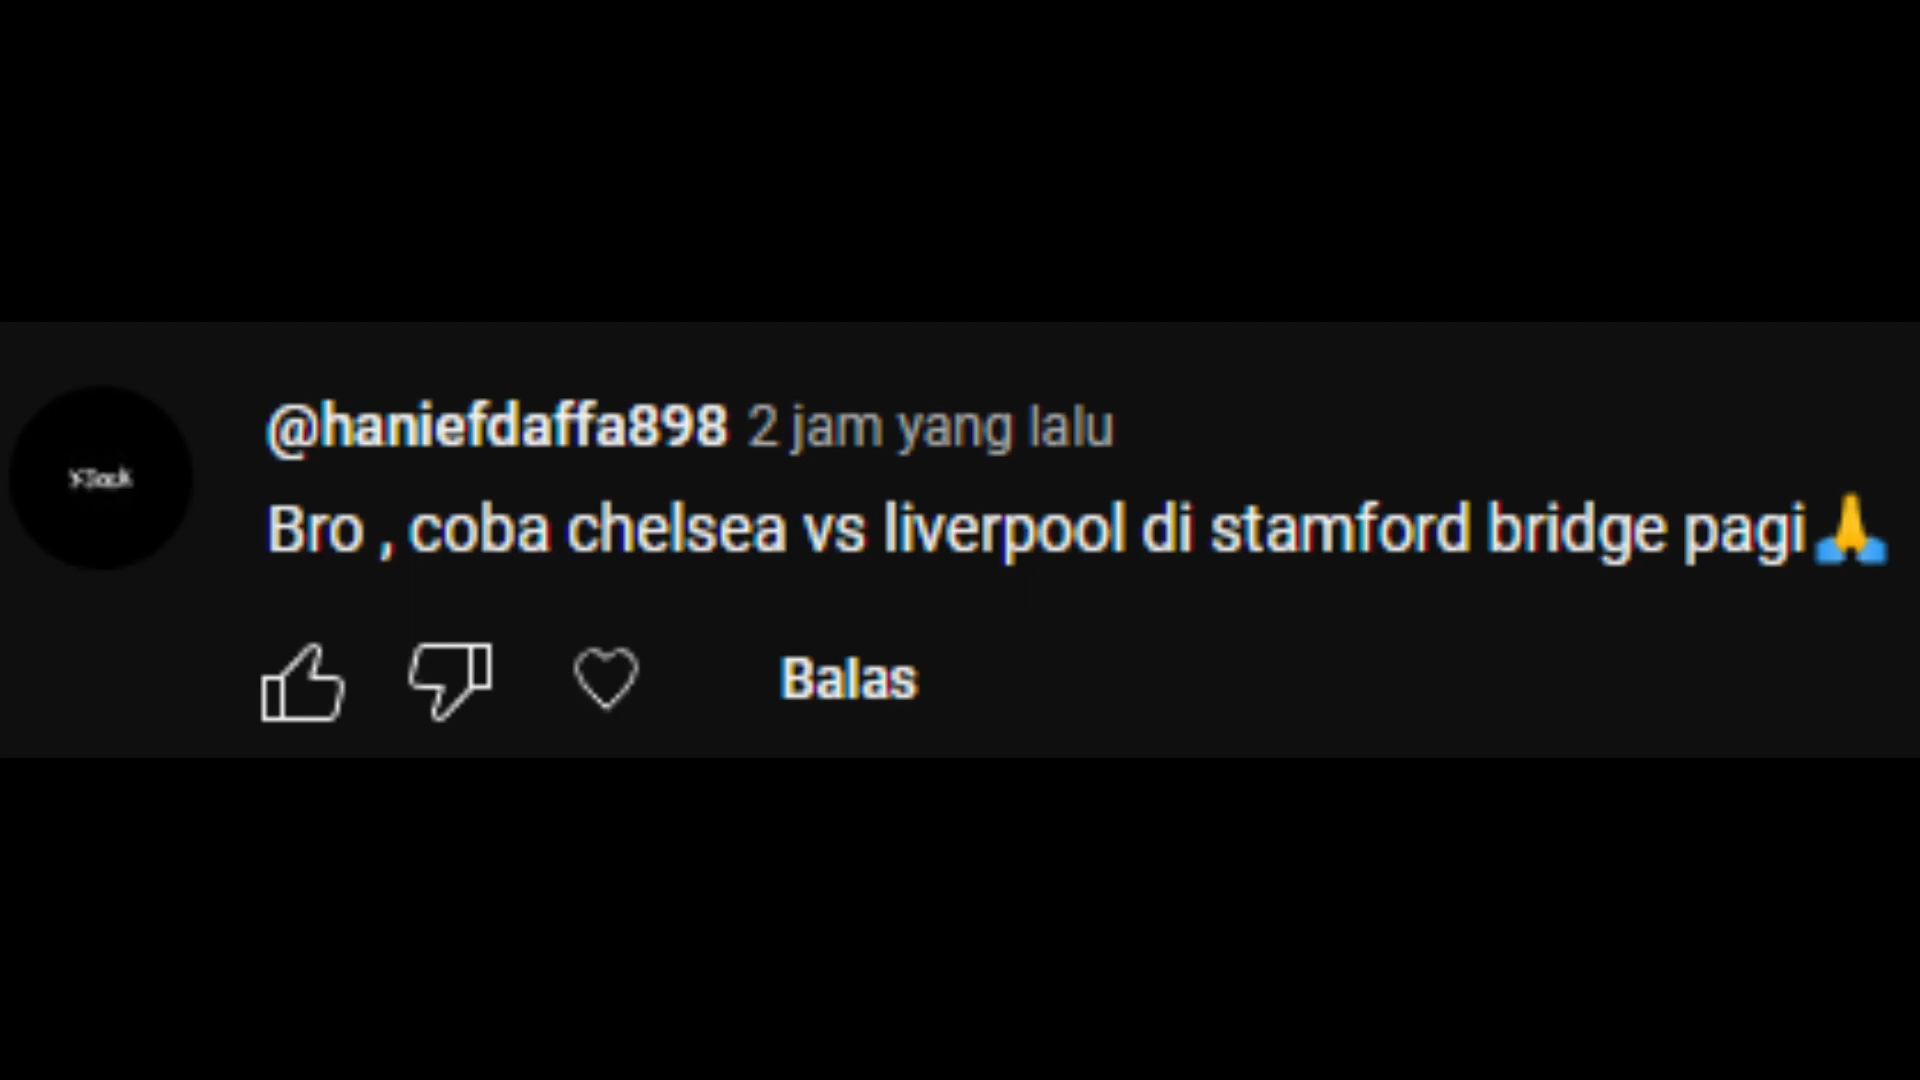 @haniefdaffa898 2 jam yang lalu
Bro , coba chelsea vs liverpool di stamford bridge pagi🙏
Balas